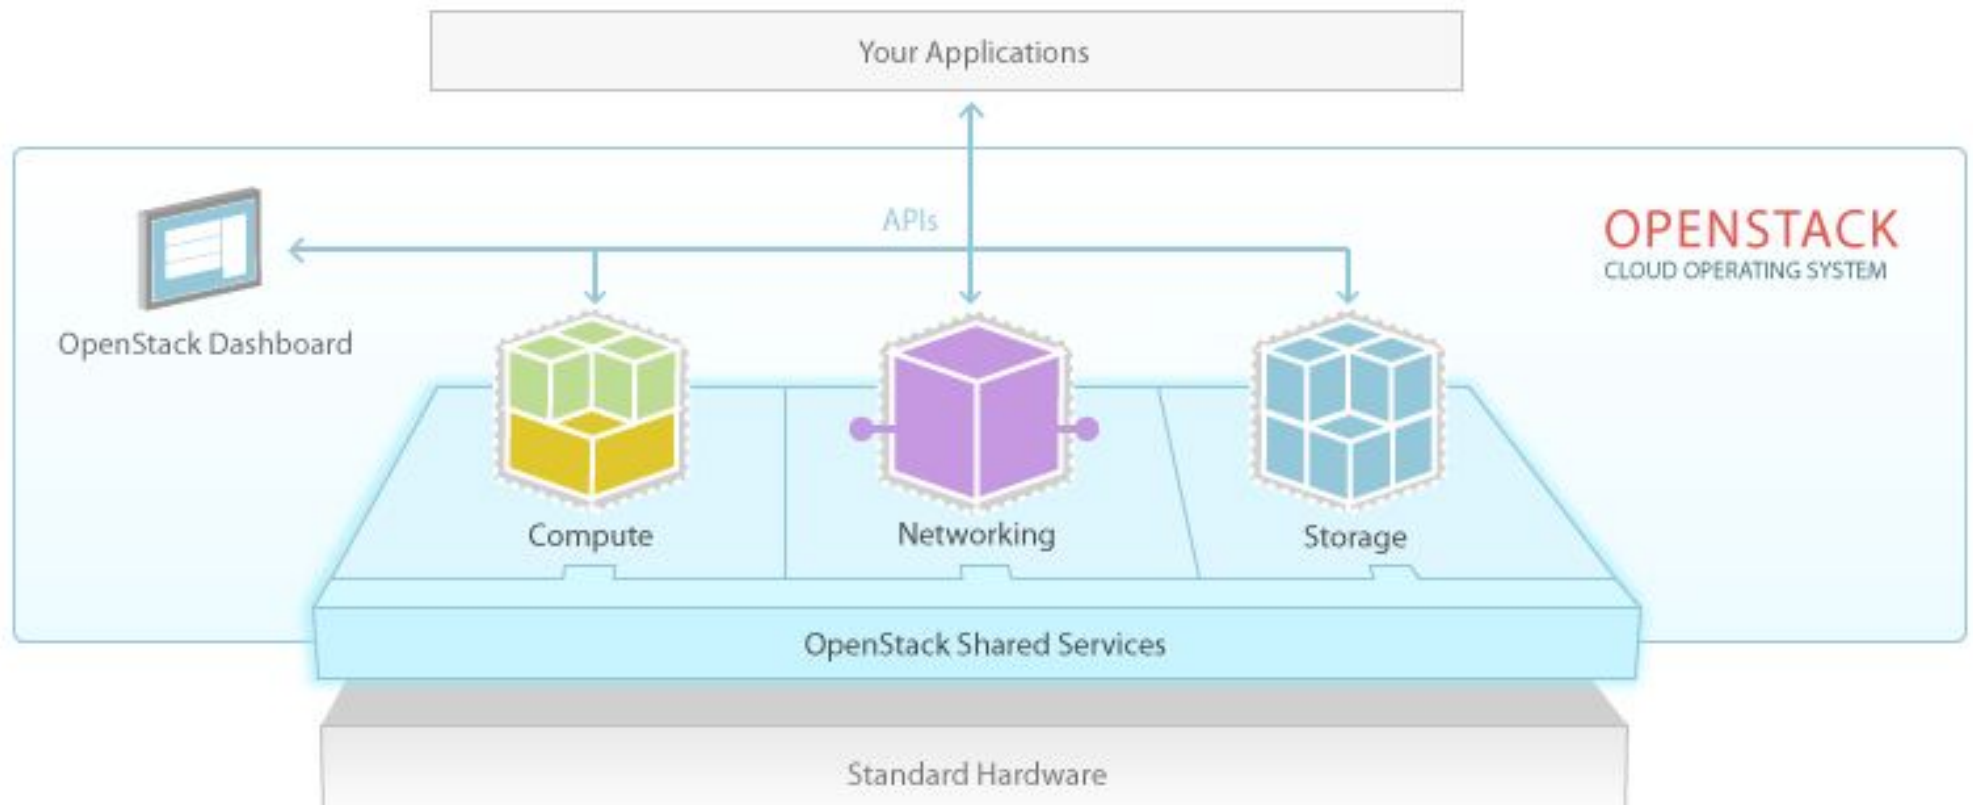 Your Applications
APIs
OPENSTACK
CLOUD OPERATING SYSTEM
OpenStack Dashboard
Compute
Networking
Storage
OpenStack Shared Services
Standard Hardware